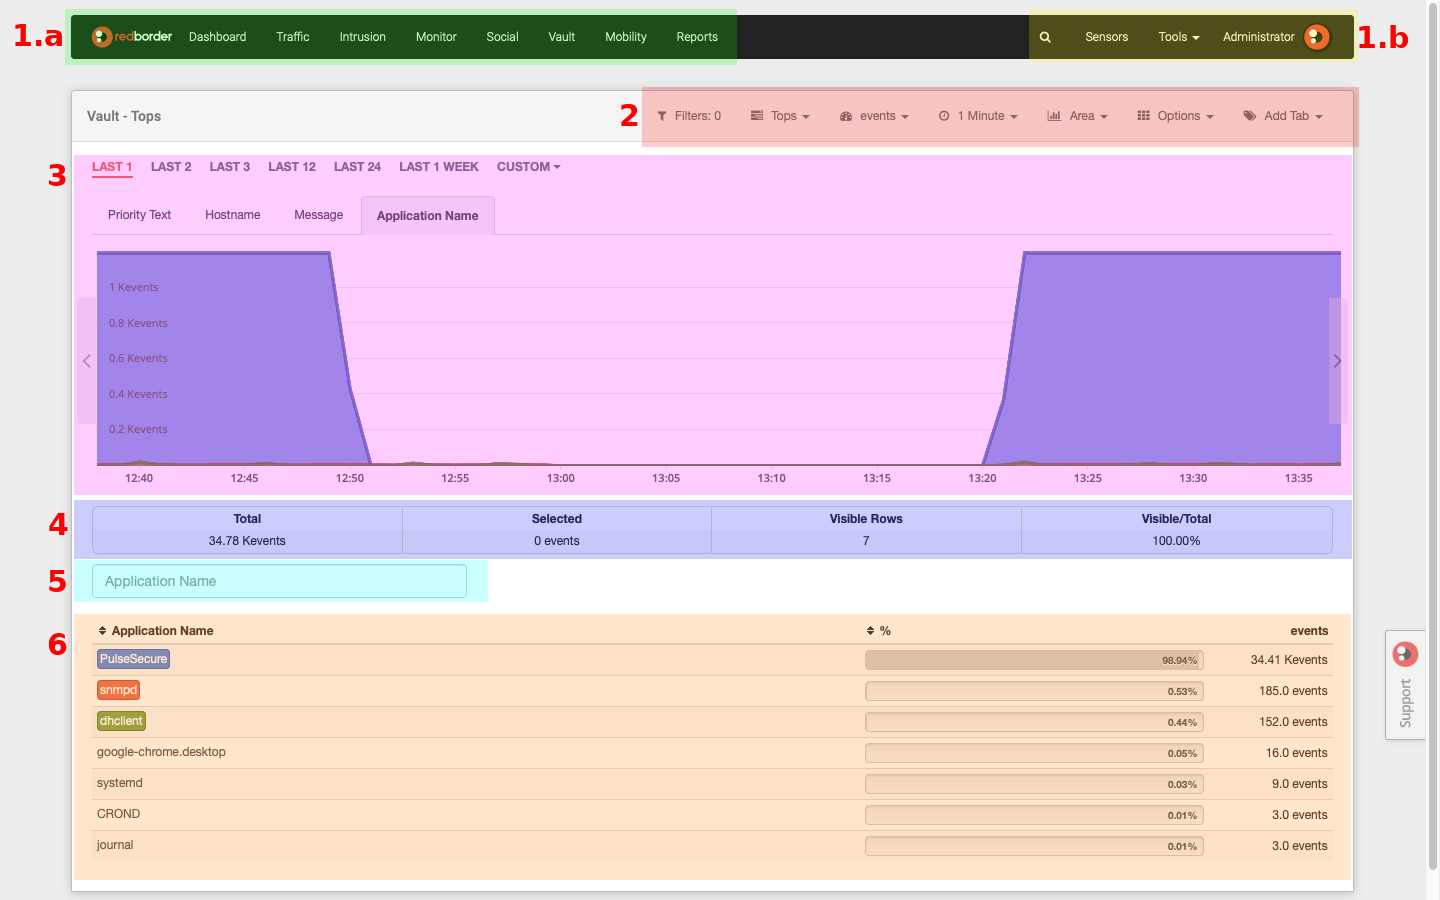 1.a
redborder Dashboard Traffic Intrusion Monitor Social Vault Mobility Reports
Sensors Tools Administrator
1.b
Vault - Tops
2
Filters: 0 Tops events 1 Minute Area Options Add Tab
3
LAST 1 LAST 2 LAST 3 LAST 12 LAST 24 LAST 1 WEEK CUSTOM
Priority Text Hostname Message Application Name
1 Kevents
0.8 Kevents
0.6 Kevents
0.4 Kevents
0.2 Kevents
12:40 12:45 12:50 12:55 13:00 13:05 13:10 13:15 13:20 13:25 13:30 13:35
4
Total Selected Visible Rows Visible/Total
34.78 Kevents 0 events 7 100.00%
5
Application Name
6
Application Name % events
PulseSecure 98.94% 34.41 Kevents
snmpd 0.53% 185.0 events
dhclient 0.44% 152.0 events
google-chrome.desktop 0.05% 16.0 events
systemd 0.03% 9.0 events
CROND 0.01% 3.0 events
journal 0.01% 3.0 events
Support